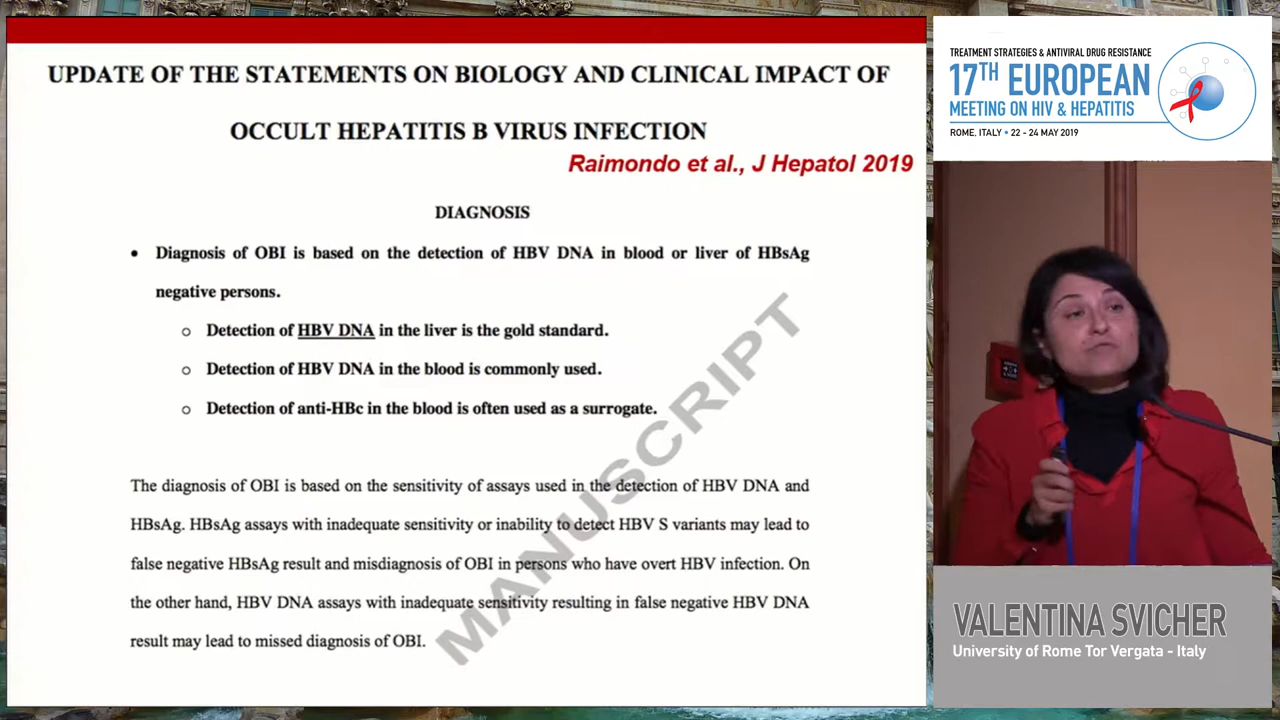 UPDATE OF THE STATEMENTS ON BIOLOGY AND CLINICAL IMPACT OF
OCCULT HEPATITIS B VIRUS INFECTION
Raimondo et al., J Hepatol 2019
DIAGNOSIS
• Diagnosis of OBI is based on the detection of HBV DNA in blood or liver of HBsAg
negative persons.
o Detection of HBV DNA in the liver is the gold standard.
o Detection of HBV DNA in the blood is commonly used.
o Detection of anti-HBc in the blood is often used as a surrogate.
The diagnosis of OBI is based on the sensitivity of assays used in the detection of HBV DNA and
HBsAg. HBsAg assays with inadequate sensitivity or inability to detect HBV S variants may lead to
false negative HBsAg result and misdiagnosis of OBI in persons who have overt HBV infection. On
the other hand, HBV DNA assays with inadequate sensitivity resulting in false negative HBV DNA
result may lead to missed diagnosis of OBI.
MANUSCRIPT
TREATMENT STRATEGIES & ANTIVIRAL DRUG RESISTANCE
17TH EUROPEAN
MEETING ON HIV & HEPATITIS
ROME, ITALY • 22 - 24 MAY 2019
VALENTINA SVICHER
University of Rome Tor Vergata - Italy